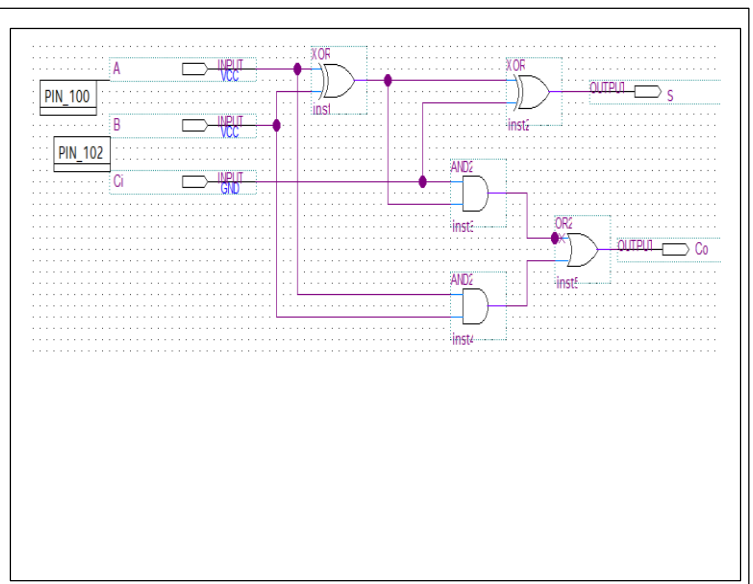 XOR
XOR
A
INPUT
VCC
OUTPUT
S
PIN_100
inst
B
INPUT
VCC
inst2
PIN_102
AND2
Ci
INPUT
GND
OR2
inst3
OUTPUT
Co
AND2
inst5
inst4